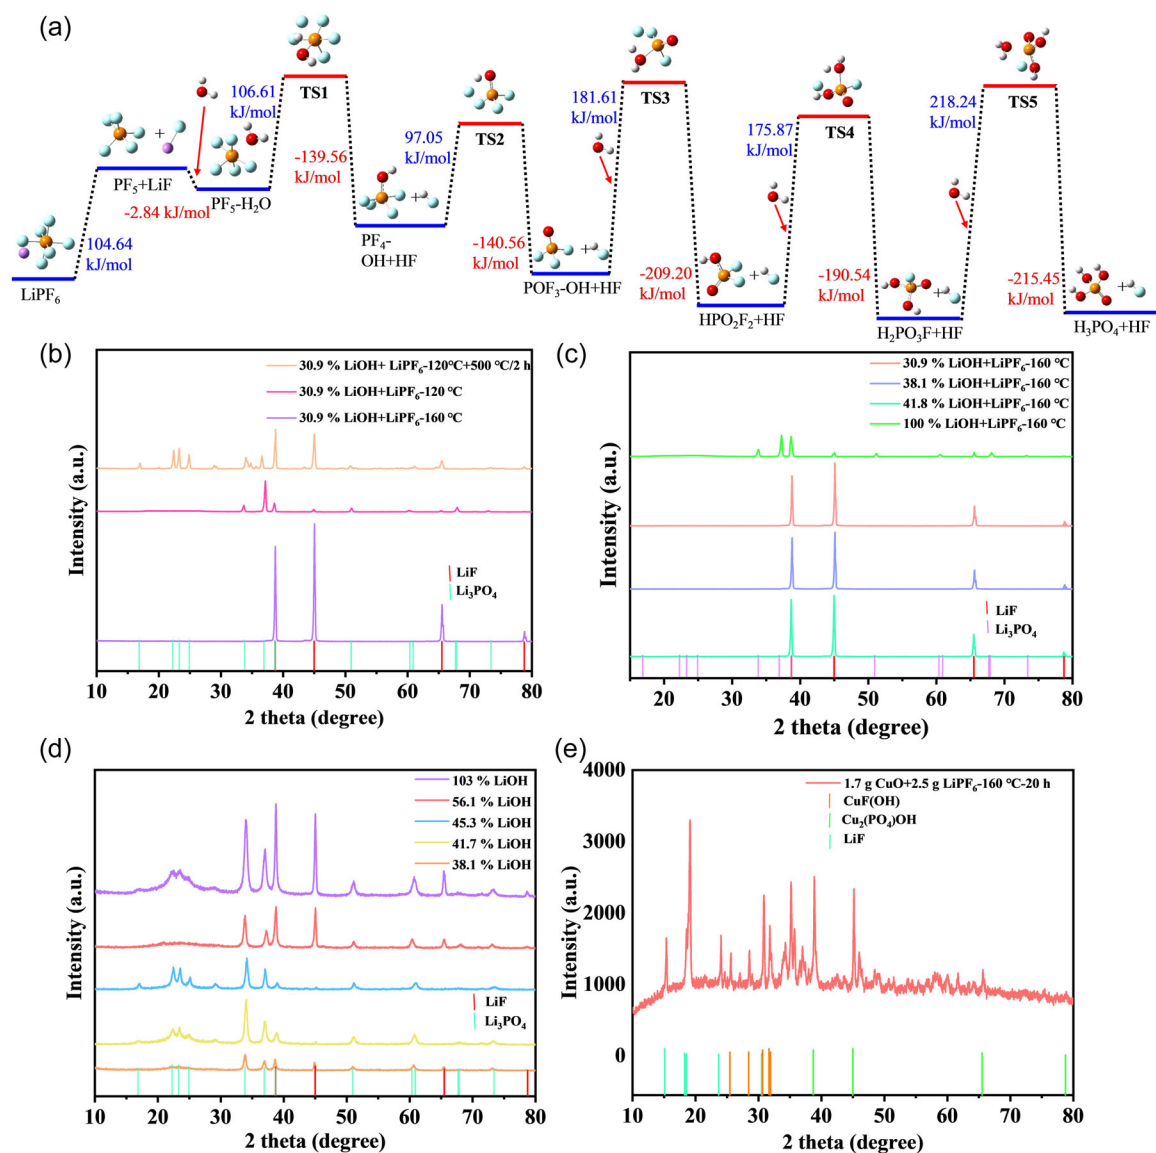 (a)
106.61
kJ/mol
TS1
-139.56
kJ/mol
97.05
kJ/mol
TS2
181.61
kJ/mol
TS3
175.87
kJ/mol
TS4
218.24
kJ/mol
TS5
PF5+LiF
-2.84 kJ/mol
PF5-H2O
104.64
kJ/mol
LiPF6
PF4-
OH+HF
-140.56
kJ/mol
POF3-OH+HF
-209.20
kJ/mol
HPO2F2+HF
-190.54
kJ/mol
H2PO3F+HF
-215.45
kJ/mol
H3PO4+HF
+
+
+
+
+
+
(b)
30.9 % LiOH+ LiPF6-120℃+500 ℃/2 h
30.9 % LiOH+LiPF6-120 ℃
30.9 % LiOH+LiPF6-160 ℃
LiF
Li3PO4
Intensity (a.u.)
10 20 30 40 50 60 70 80
2 theta (degree)
(c)
30.9 % LiOH+LiPF6-160 ℃
38.1 % LiOH+LiPF6-160 ℃
41.8 % LiOH+LiPF6-160 ℃
100 % LiOH+LiPF6-160 ℃
LiF
Li3PO4
Intensity (a.u.)
30 40 50 60 70 80
20
2 theta (degree)
(d)
103 % LiOH
56.1 % LiOH
45.3 % LiOH
41.7 % LiOH
38.1 % LiOH
LiF
Li3PO4
Intensity (a.u.)
10 20 30 40 50 60 70 80
2 theta (degree)
(e)
4000
3000
2000
1000
0
1.7 g CuO+2.5 g LiPF6-160 ℃-20 h
CuF(OH)
Cu2(PO4)OH
LiF
Intensity (a.u.)
10 20 30 40 50 60 70 80
2 theta (degree)